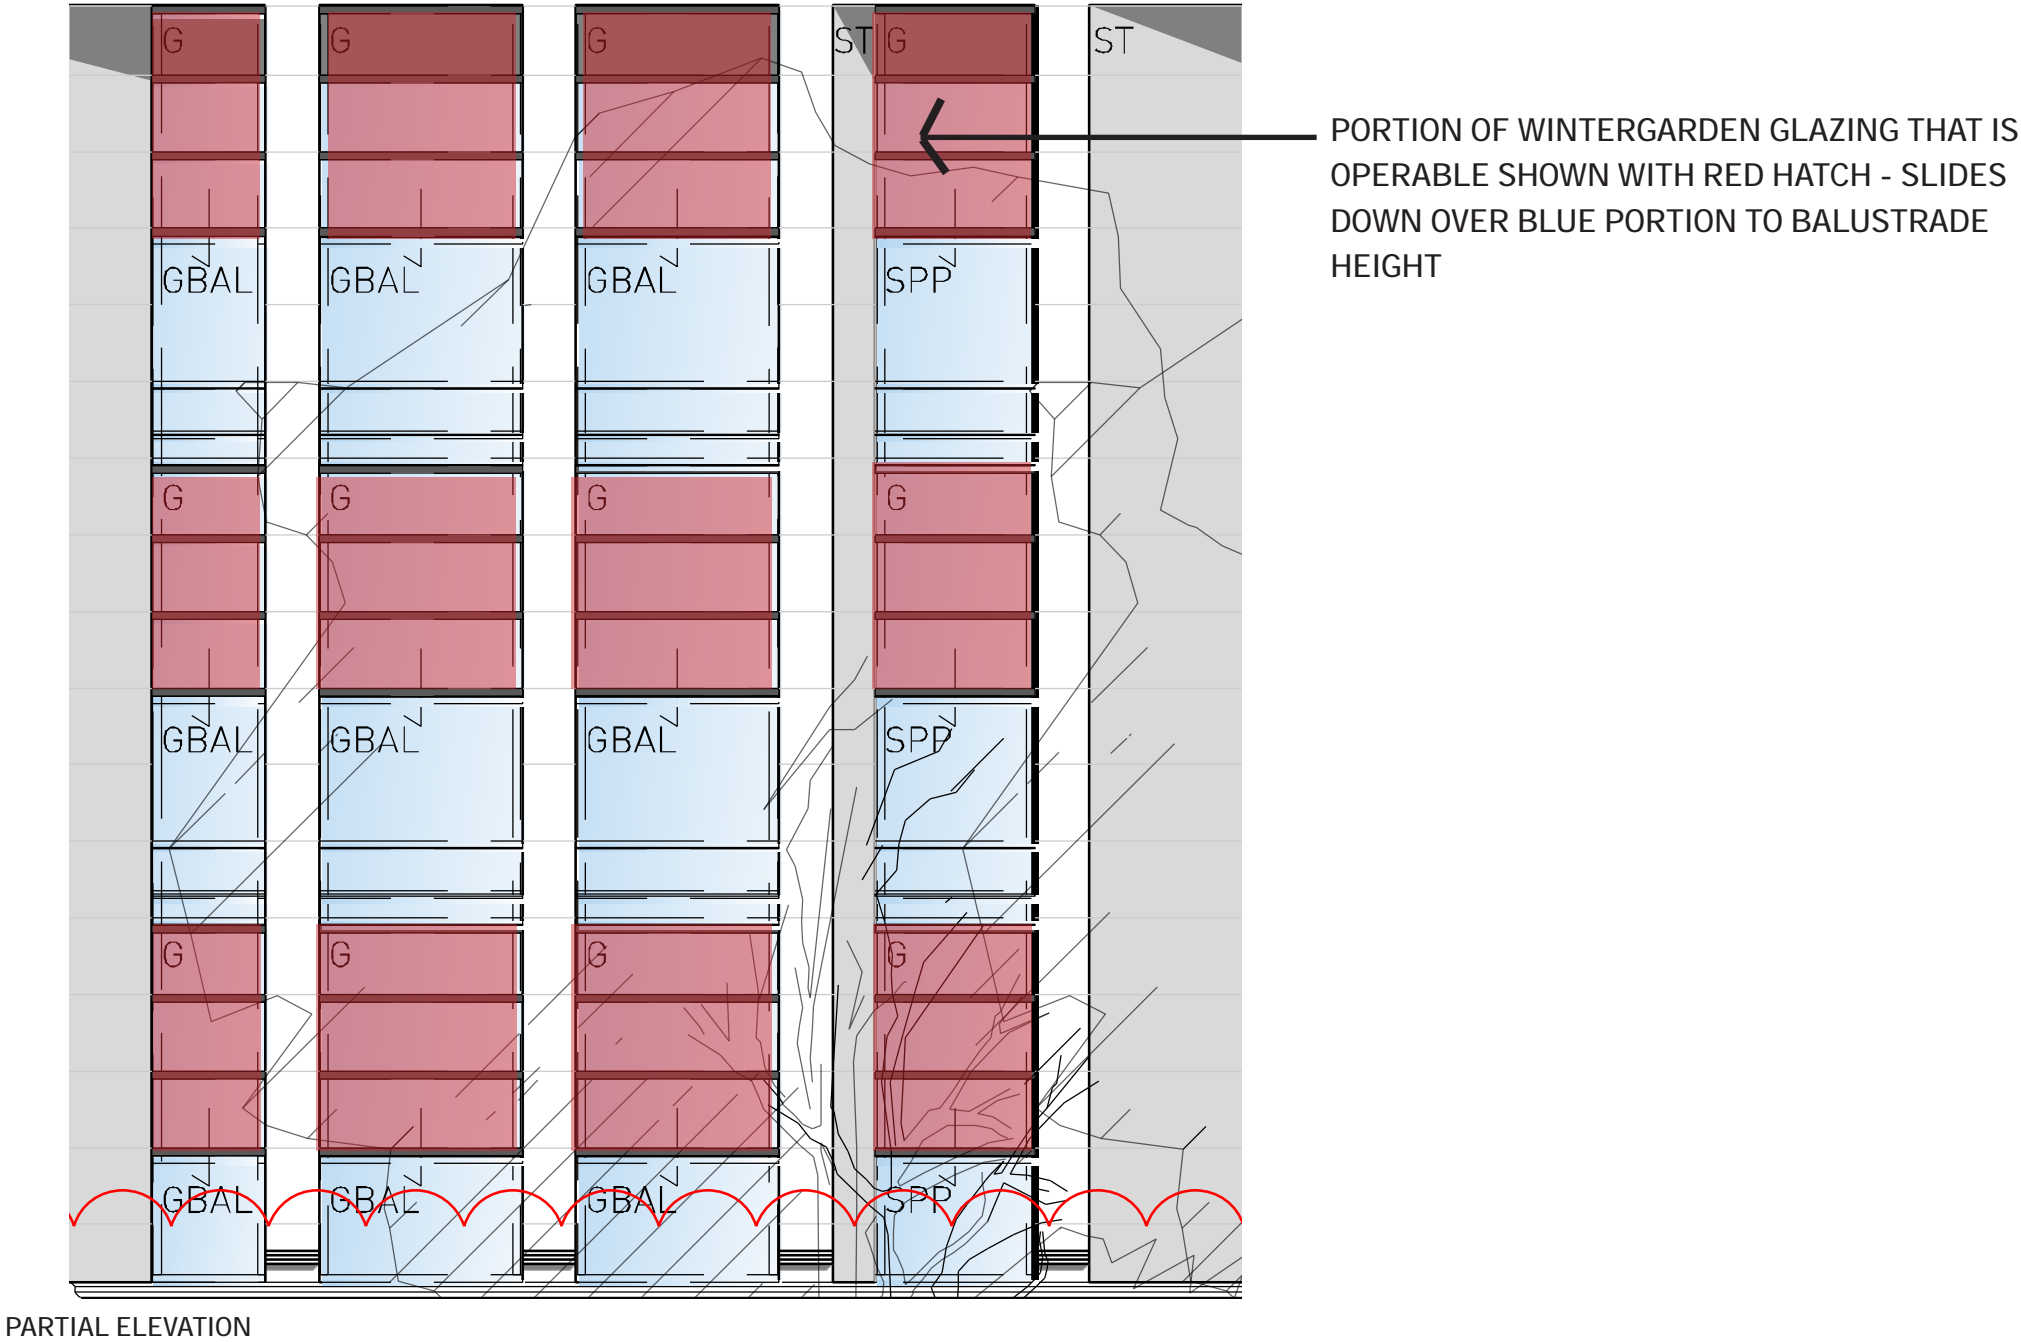 G G G ST G ST
PORTION OF WINTERGARDEN GLAZING THAT IS
OPERABLE SHOWN WITH RED HATCH - SLIDES
DOWN OVER BLUE PORTION TO BALUSTRADE
HEIGHT
GBAL GBAL GBAL SPP
G G G G
GBAL GBAL GBAL SPP
G G G G
GBAL GBAL GBAL SPP
PARTIAL ELEVATION